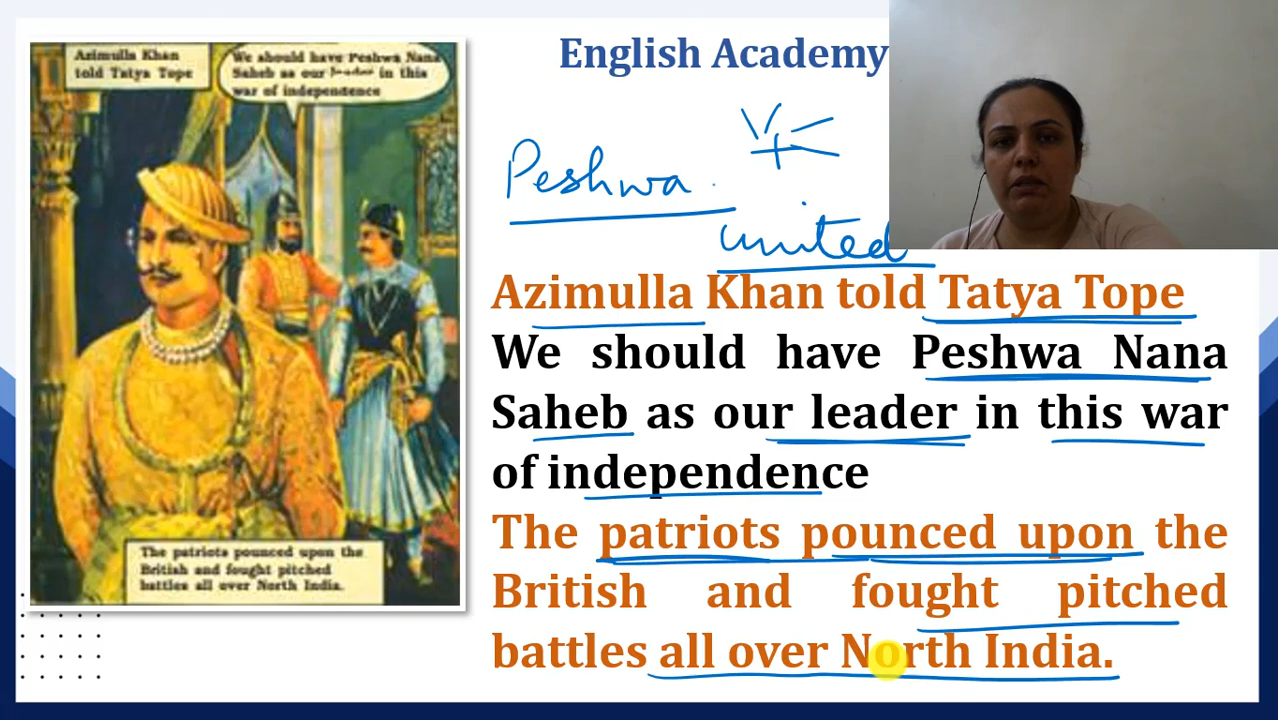 Azimulla Khan
told Tatya Tope
We should have Peshwa Nana
Saheb as our leader in this
war of independence
The patriots pounced upon the
British and fought pitched
battles all over North India.
English Academy
Peshwa
united
Azimulla Khan told Tatya Tope
We should have Peshwa Nana
Saheb as our leader in this war
of independence
The patriots pounced upon the
British and fought pitched
battles all over North India.